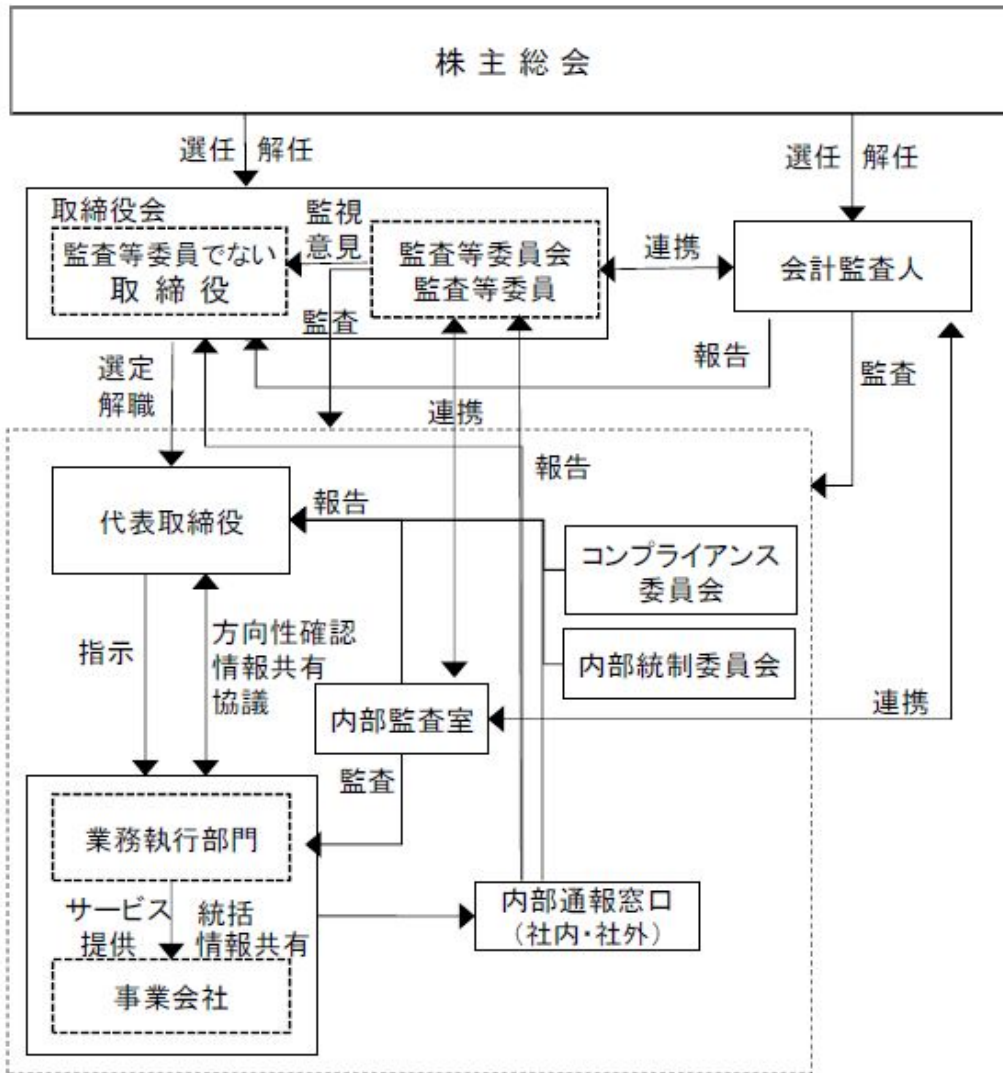 株主総会
選任 解任
選任 解任
取締役会
監査等委員でない
取締役
監視
意見
監査等委員会
監査等委員
連携
会計監査人
監査
報告
監査
選定
解職
連携
報告
代表取締役
報告
コンプライアンス
委員会
指示
方向性確認
情報共有
協議
内部統制委員会
内部監査室
連携
監査
業務執行部門
サービス
提供
統括
情報共有
事業会社
内部通報窓口
(社内・社外)